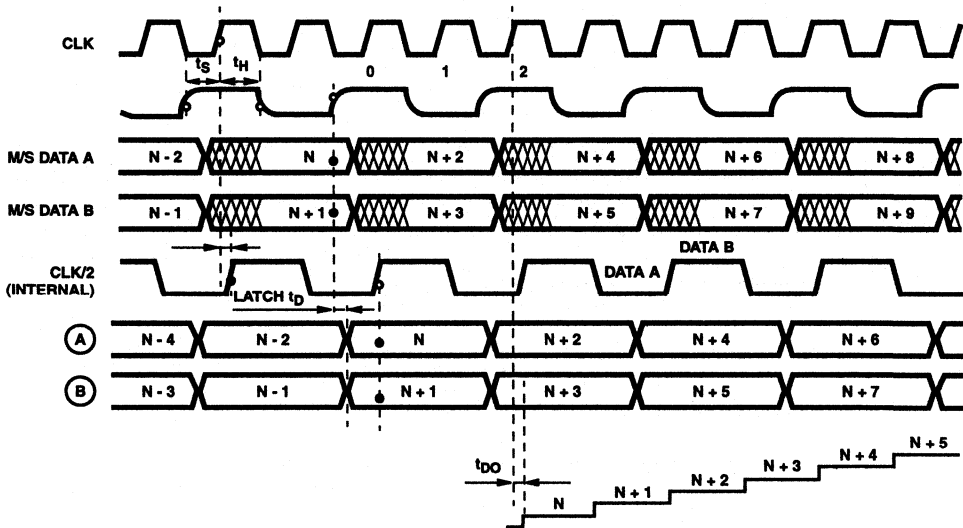 CLK
tS tH 0 1 2
M/S DATA A N - 2 N N + 2 N + 4 N + 6 N + 8
M/S DATA B N - 1 N + 1 N + 3 N + 5 N + 7 N + 9
DATA B
CLK/2 DATA A
(INTERNAL)
LATCH tD
A N - 4 N - 2 N N + 2 N + 4 N + 6
B N - 3 N - 1 N + 1 N + 3 N + 5 N + 7
N + 5
N + 4
tDO N + 3
N + 2
N + 1
N